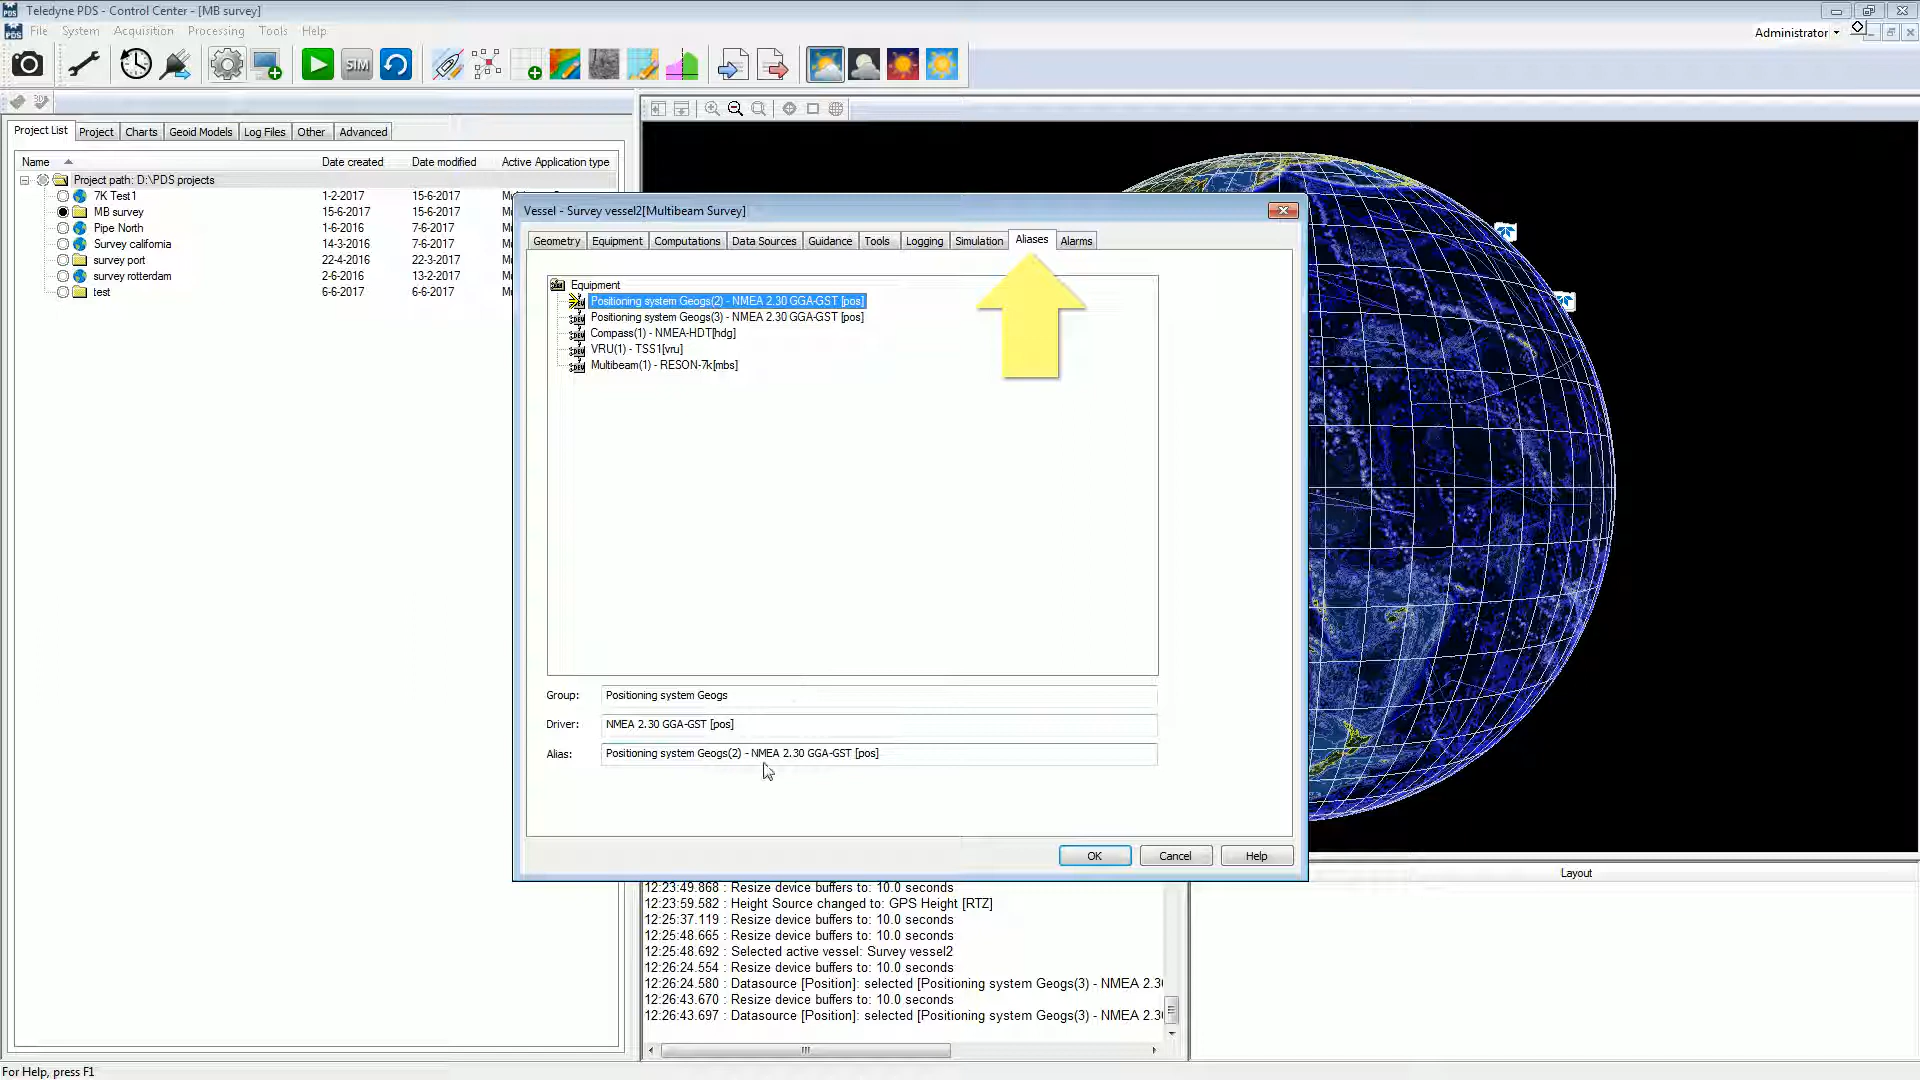 Teledyne PDS - Control Center - [MB survey]
File System Acquisition Processing Tools Help
Administrator
SIM
Project List Project Charts Geoid Models Log Files Other Advanced
Name Date created Date modified Active Application type
Project path: D:\PDS projects
7K Test1 1-2-2017 15-6-2017
MB survey 15-6-2017 15-6-2017
Pipe North 1-6-2016 7-6-2017
Survey california 14-3-2016 7-6-2017
survey port 22-4-2016 22-3-2017
survey rotterdam 2-6-2016 13-2-2017
test 6-6-2017 6-6-2017
Vessel - Survey vessel2[Multibeam Survey]
Geometry Equipment Computations Data Sources Guidance Tools Logging Simulation Aliases Alarms
Equipment
Positioning system Geogs(2) - NMEA 2.30 GGA-GST [pos]
Positioning system Geogs(3) - NMEA 2.30 GGA-GST [pos]
Compass(1) - NMEA-HDT[hdg]
VRU(1) - TSS1[vru]
Multibeam(1) - RESON-7k[mbs]
Group: Positioning system Geogs
Driver: NMEA 2.30 GGA-GST [pos]
Alias: Positioning system Geogs(2) - NMEA 2.30 GGA-GST [pos]
OK Cancel Help
Layout
12:23:49.868 : Resize device buffers to: 10.0 seconds
12:23:59.582 : Height Source changed to: GPS Height [RTZ]
12:25:37.119 : Resize device buffers to: 10.0 seconds
12:25:48.665 : Resize device buffers to: 10.0 seconds
12:25:48.692 : Selected active vessel: Survey vessel2
12:26:24.554 : Resize device buffers to: 10.0 seconds
12:26:24.580 : Datasource [Position]: selected [Positioning system Geogs(3) - NMEA 2.3
12:26:43.670 : Resize device buffers to: 10.0 seconds
12:26:43.697 : Datasource [Position]: selected [Positioning system Geogs(3) - NMEA 2.3
For Help, press F1